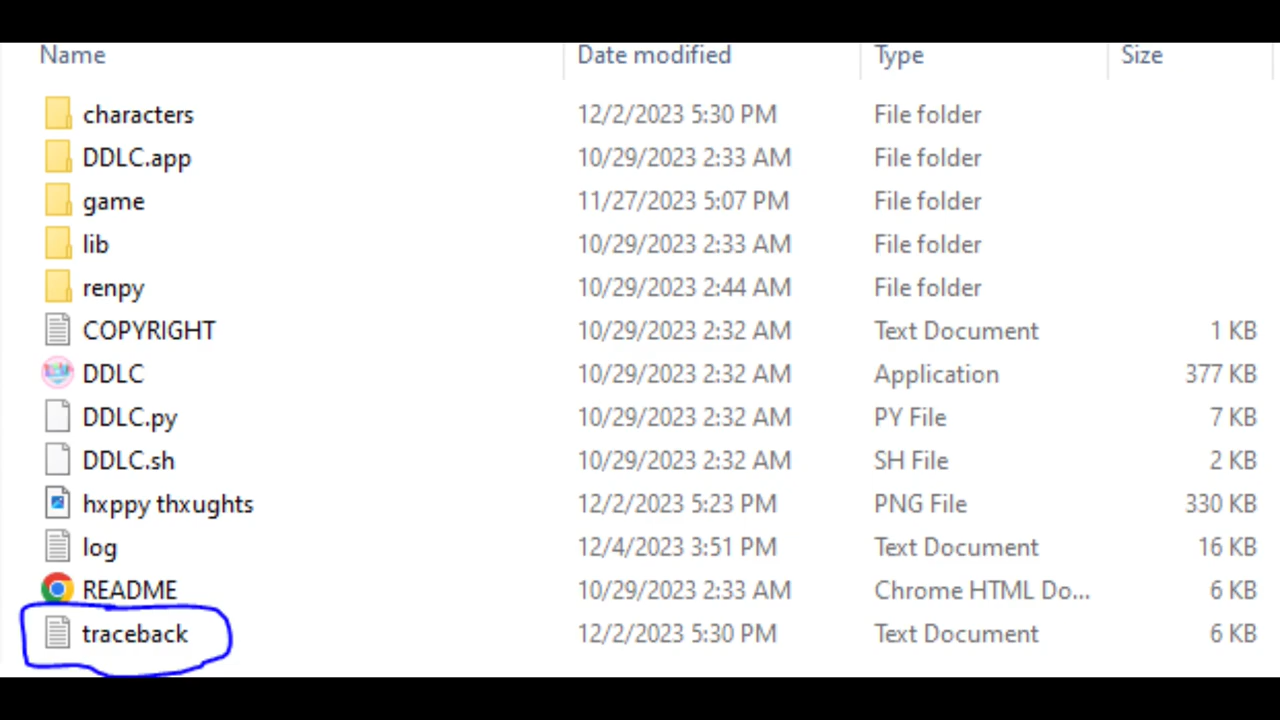 Name Date modified Type Size
characters 12/2/2023 5:30 PM File folder
DDLC.app 10/29/2023 2:33 AM File folder
game 11/27/2023 5:07 PM File folder
lib 10/29/2023 2:33 AM File folder
renpy 10/29/2023 2:44 AM File folder
COPYRIGHT 10/29/2023 2:32 AM Text Document 1 KB
DDLC 10/29/2023 2:32 AM Application 377 KB
DDLC.py 10/29/2023 2:32 AM PY File 7 KB
DDLC.sh 10/29/2023 2:32 AM SH File 2 KB
hxppy thxughts 12/2/2023 5:23 PM PNG File 330 KB
log 12/4/2023 3:51 PM Text Document 16 KB
README 10/29/2023 2:33 AM Chrome HTML Do... 6 KB
traceback 12/2/2023 5:30 PM Text Document 6 KB